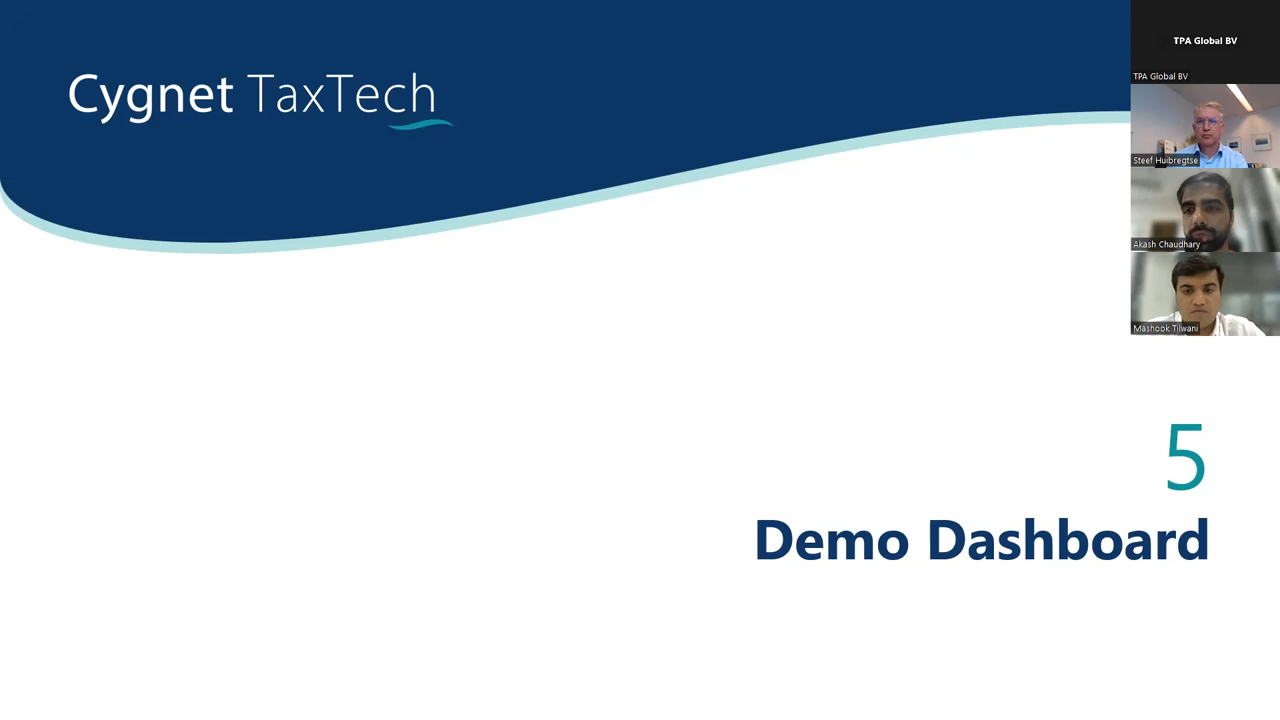 Cygnet TaxTech
TPA Global BV
TPA Global BV
Steef Huibregtse
Akash Chaudhary
Mashook Tilwani
5
Demo Dashboard